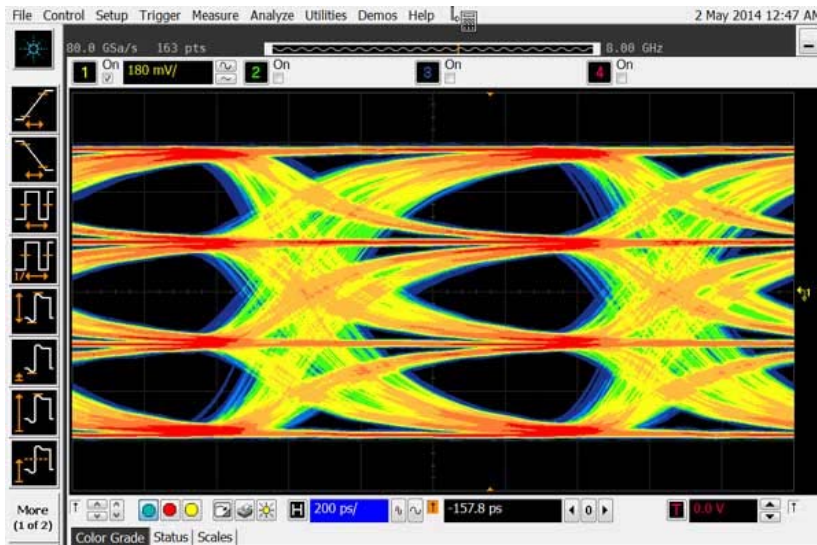 File Control Setup Trigger Measure Analyze Utilities Demos Help 2 May 2014 12:47 AM
80.0 GSa/s 163 pts 8.00 GHz
1 On 180 mV/ 2 On 3 On 4 On
1/
More
(1 of 2)
H 200 ps/ -157.8 ps 0 T 0.0 V
Color Grade Status Scales